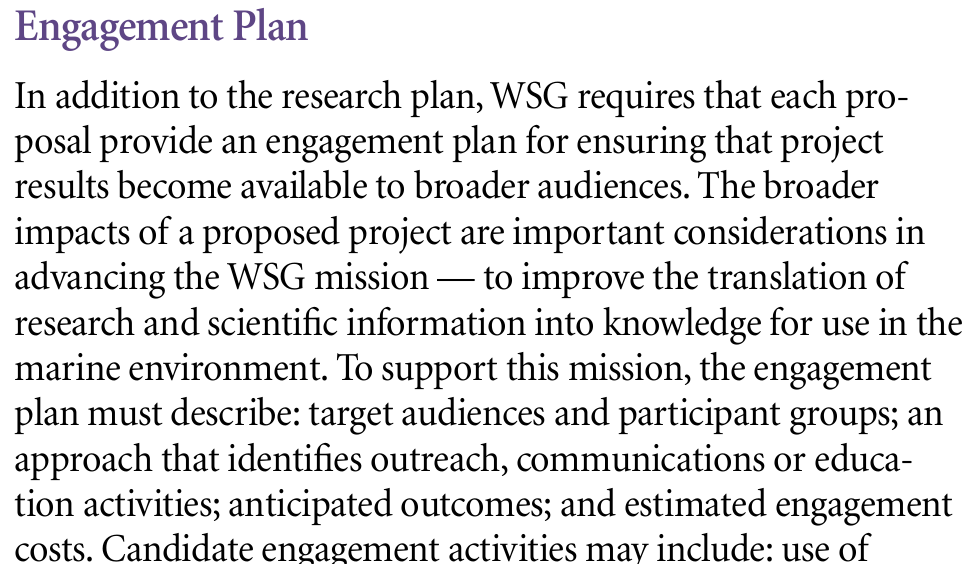 Engagement Plan
In addition to the research plan, WSG requires that each pro-
posal provide an engagement plan for ensuring that project
results become available to broader audiences. The broader
impacts of a proposed project are important considerations in
advancing the WSG mission — to improve the translation of
research and scientific information into knowledge for use in the
marine environment. To support this mission, the engagement
plan must describe: target audiences and participant groups; an
approach that identifies outreach, communications or educa-
tion activities; anticipated outcomes; and estimated engagement
costs. Candidate engagement activities may include: use of